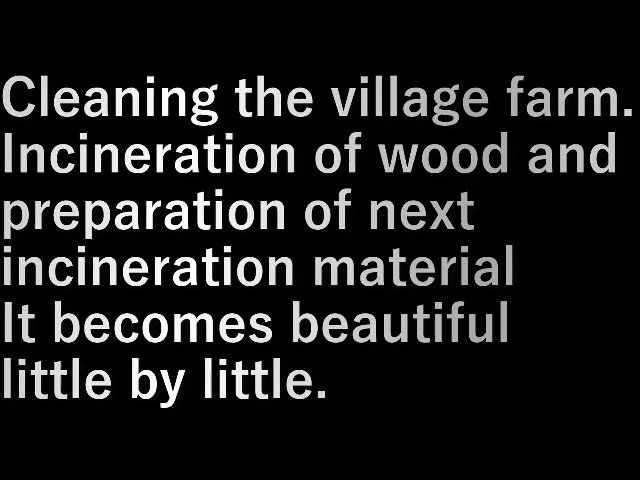 Cleaning the village farm.
Incineration of wood and
preparation of next
incineration material
It becomes beautiful
little by little.